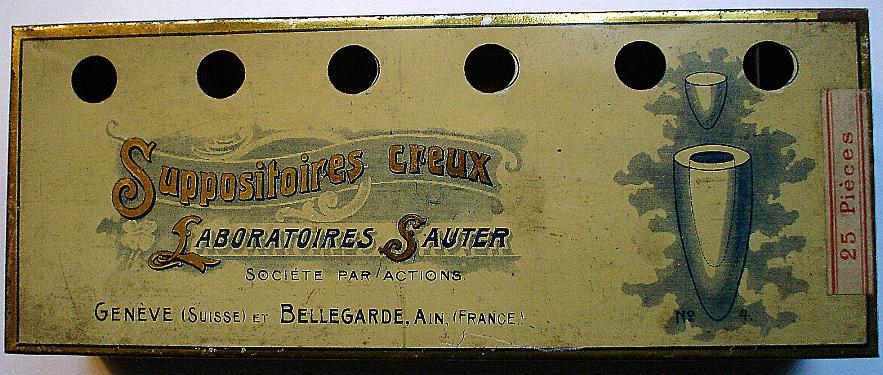 Suppositoires creux
Laboratoires Sauter
SOCIÉTÉ PAR ACTIONS
GENÈVE (SUISSE) ET BELLEGARDE, AIN, (FRANCE.)
Nº 4.
25 Pièces